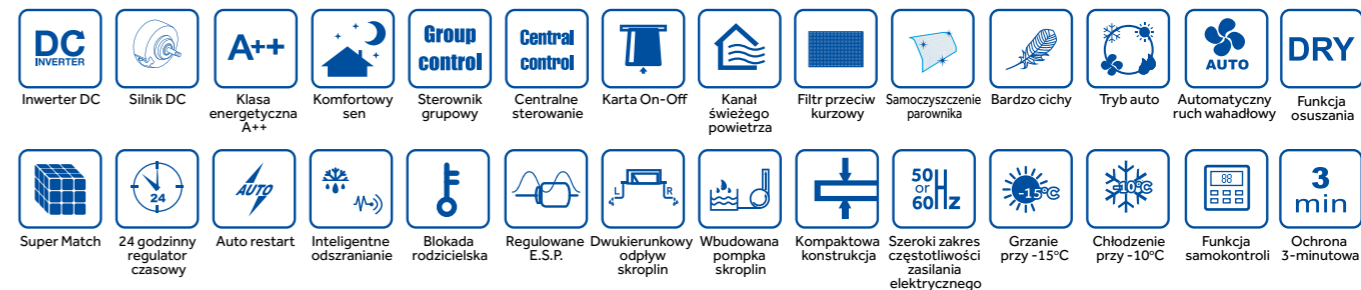 DC
INVERTER
A++
Group
control
Central
control
AUTO
DRY
Inwerter DC
Silnik DC
Klasa
energetyczna
A++
Komfortowy
sen
Sterownik
grupowy
Centralne
sterowanie
Karta On-Off
Kanał
świeżego
powietrza
Filtr przeciw
kurzowy
Samoczyszczenie
parownika
Bardzo cichy
Tryb auto
Automatyczny
ruch wahadłowy
Funkcja
osuszania
24
AUTO
L
R
50
or
60
Hz
-15°C
-10°C
88
3
min
Super Match
24 godzinny
regulator
czasowy
Auto restart
Inteligentne
odszranianie
Blokada
rodzicielska
Regulowane
E.S.P.
Dwukierunkowy
odpływ
skroplin
Wbudowana
pompka
skroplin
Kompaktowa
konstrukcja
Szeroki zakres
częstotliwości
zasilania
elektrycznego
Grzanie
przy -15°C
Chłodzenie
przy -10°C
Funkcja
samokontroli
Ochrona
3-minutowa